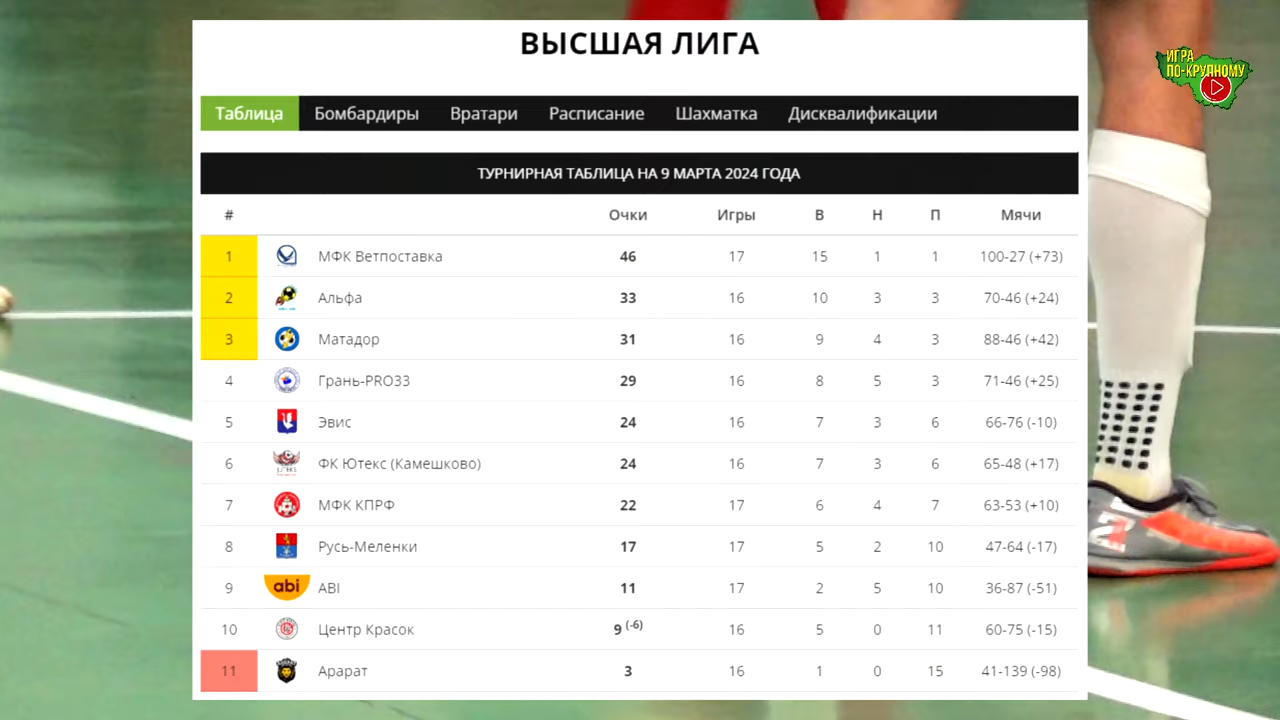 ВЫСШАЯ ЛИГА
ИГРА
ПО-КРУПНОМУ
Таблица Бомбардиры Вратари Расписание Шахматка Дисквалификации
ТУРНИРНАЯ ТАБЛИЦА НА 9 МАРТА 2024 ГОДА
# Очки Игры В Н П Мячи
1 МФК Ветпоставка 46 17 15 1 1 100-27 (+73)
2 Альфа 33 16 10 3 3 70-46 (+24)
3 Матадор 31 16 9 4 3 88-46 (+42)
4 Грань-PRO33 29 16 8 5 3 71-46 (+25)
5 Эвис 24 16 7 3 6 66-76 (-10)
6 ФК Ютекс (Камешково) 24 16 7 3 6 65-48 (+17)
7 МФК КПРФ 22 17 6 4 7 63-53 (+10)
8 Русь-Меленки 17 17 5 2 10 47-64 (-17)
9 abi ABI 11 17 2 5 10 36-87 (-51)
10 Центр Красок 9 (-6) 16 5 0 11 60-75 (-15)
11 Арарат 3 16 1 0 15 41-139 (-98)